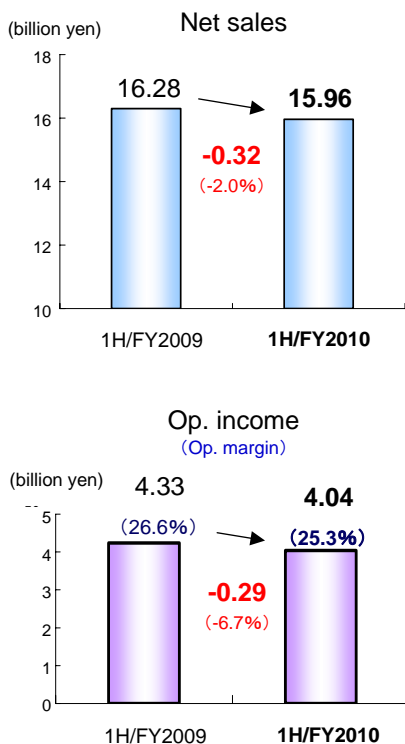 Net sales
(billion yen)
18
16.28
15.96
16
-0.32
(-2.0%)
14
12
10
1H/FY2009
1H/FY2010
Op. income
(Op. margin)
(billion yen)
4.33
4.04
5
(26.6%)
(25.3%)
4
-0.29
(-6.7%)
3
2
1
0
1H/FY2009
1H/FY2010